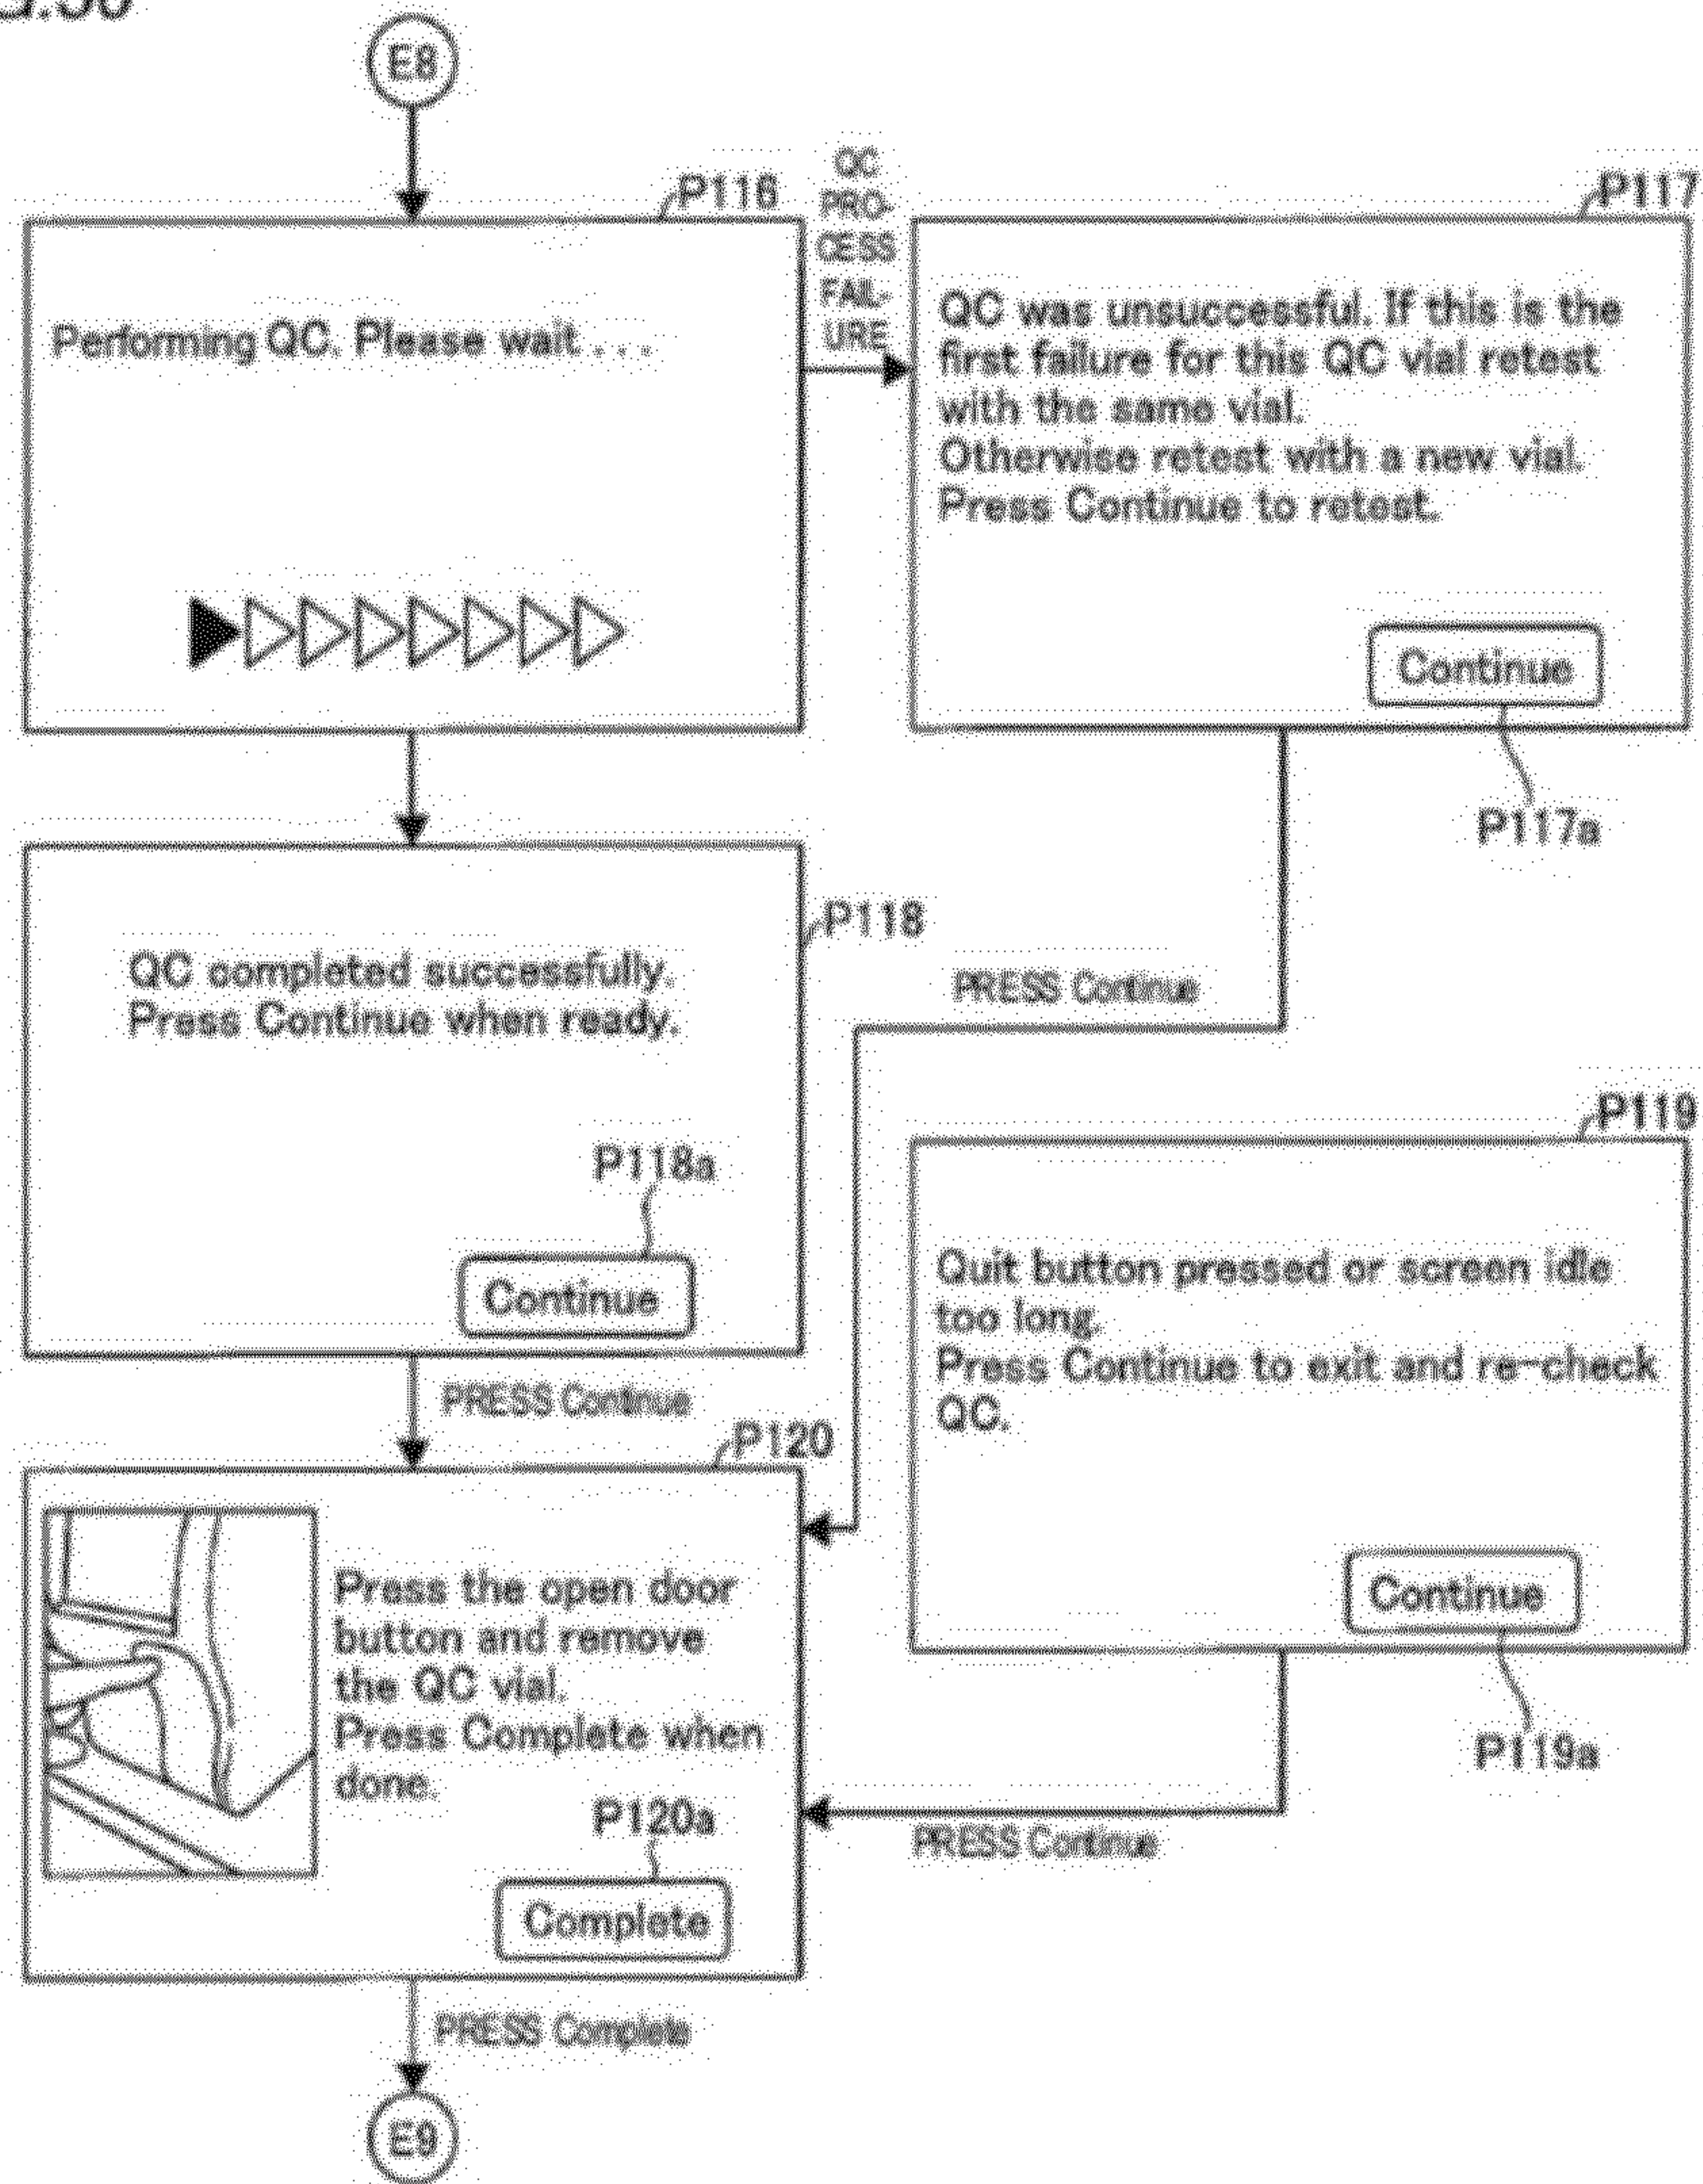 E8
P116
QC
PRO-
CESS
FAIL-
URE
P117
Performing QC. Please wait . . .
QC was unsuccessful. If this is the
first failure for this QC vial retest
with the same vial.
Otherwise retest with a new vial.
Press Continue to retest.
Continue
P117a
P118
QC completed successfully.
Press Continue when ready.
P118a
Continue
PRESS Continue
PRESS Continue
P119
Quit button pressed or screen idle
too long.
Press Continue to exit and re-check
QC.
Continue
P119a
PRESS Continue
P120
Press the open door
button and remove
the QC vial.
Press Complete when
done.
P120a
Complete
PRESS Complete
E9